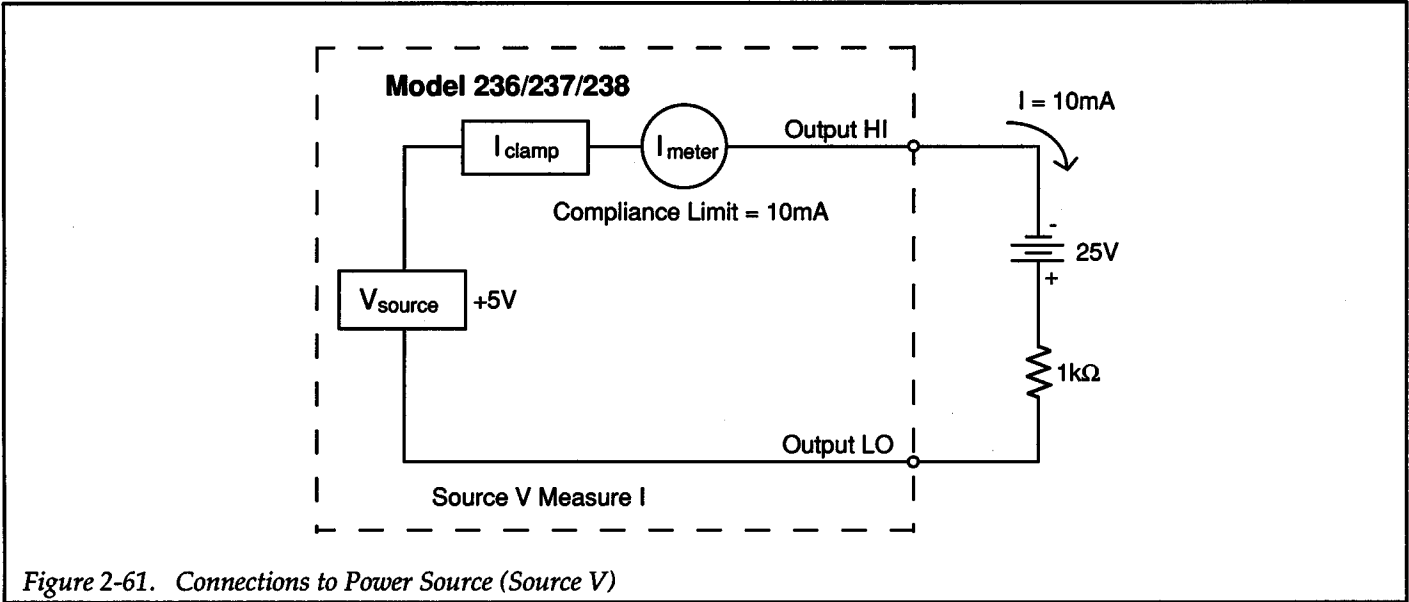 Model 236/237/238
I = 10mA
Output HI
I clamp
I meter
Compliance Limit = 10mA
-
25V
+
Vsource
+5V
1kΩ
Output LO
Source V Measure I
Figure 2-61. Connections to Power Source (Source V)